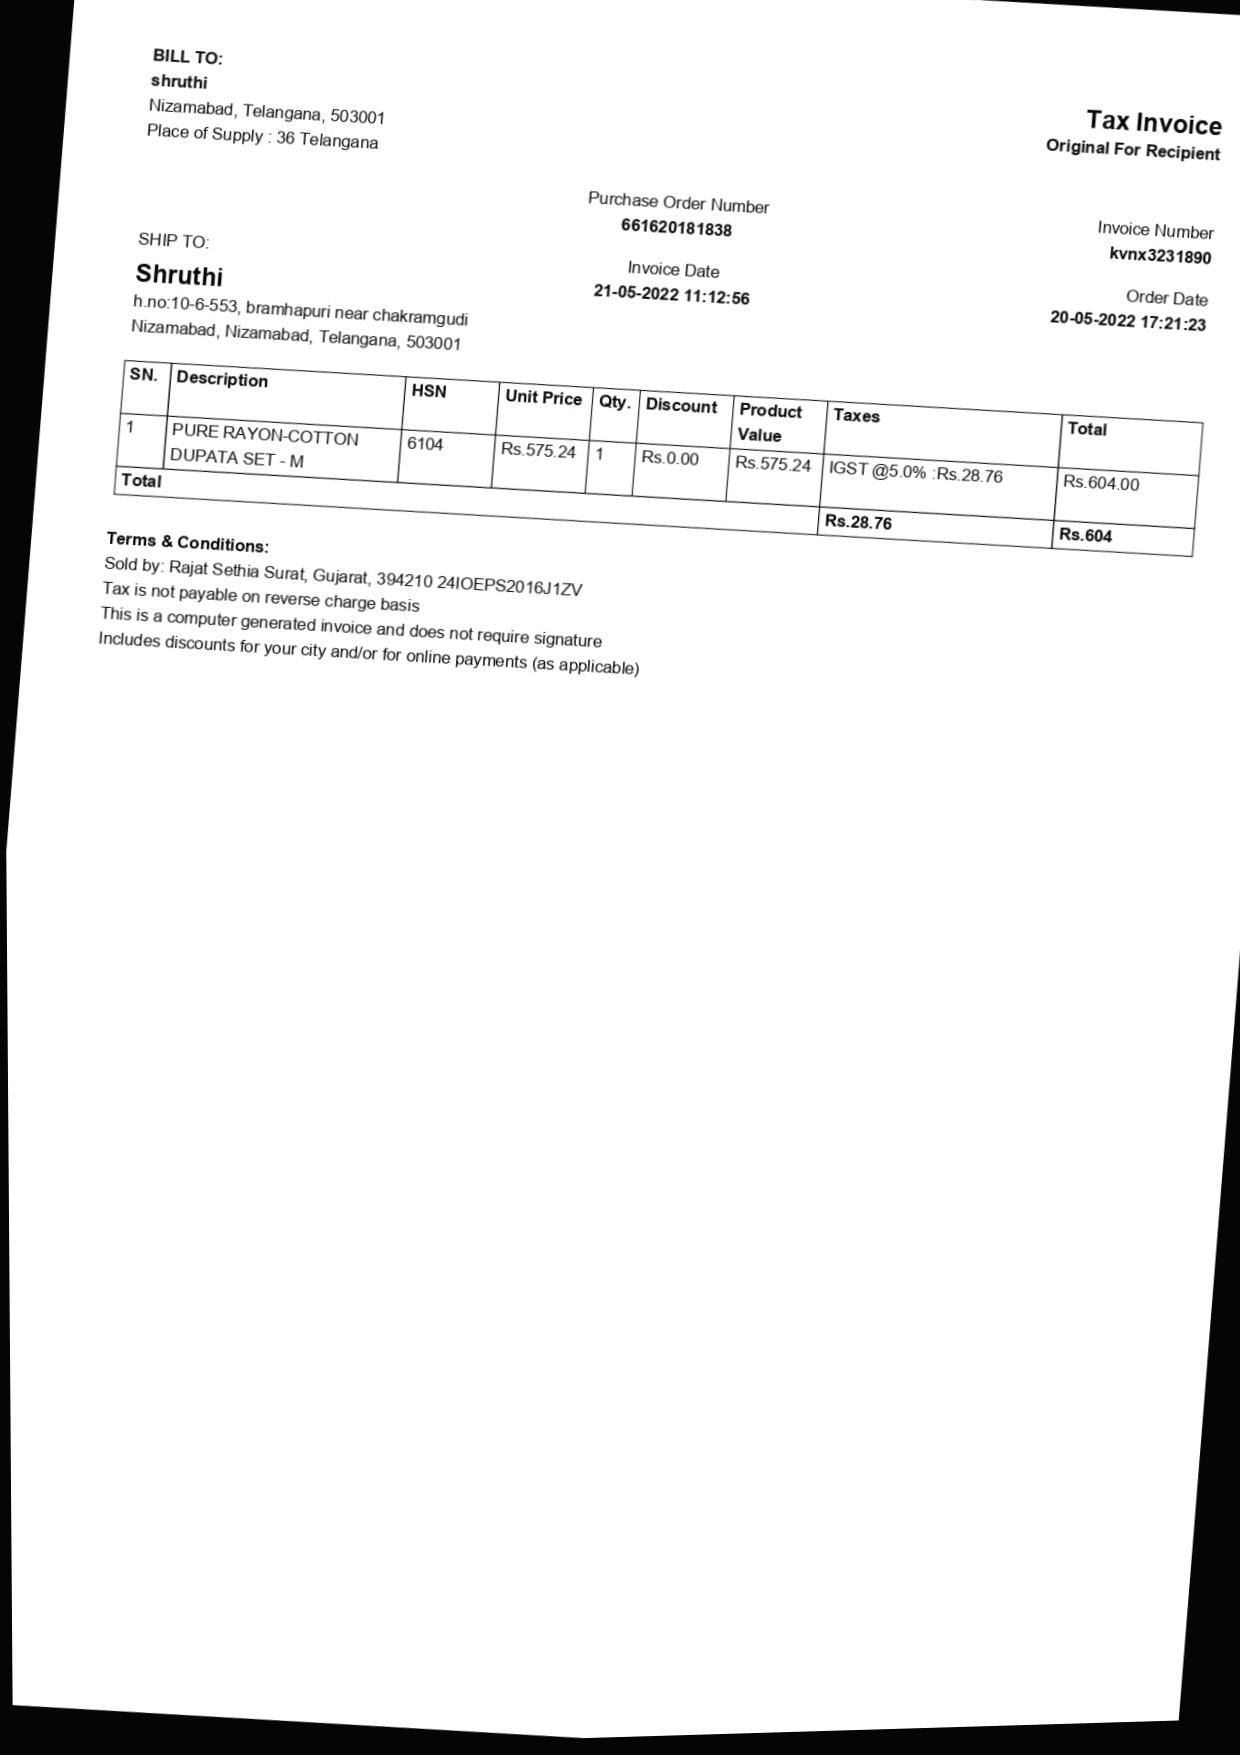 BILL TO:
shruthi
Nizamabad, Telangana, 503001
Place of Supply : 36 Telangana
Tax Invoice
Original For Recipient
SHIP TO:
Shruthi
h.no:10-6-553, bramhapuri near chakramgudi
Nizamabad, Nizamabad, Telangana, 503001
Purchase Order Number
661620181838
Invoice Date
21-05-2022 11:12:56
Invoice Number
kvnx3231890
Order Date
20-05-2022 17:21:23
SN. Description HSN Unit Price Qty. Discount Product Value Taxes Total
1 PURE RAYON-COTTON DUPATA SET - M 6104 Rs.575.24 1 Rs.0.00 Rs.575.24 IGST @5.0% :Rs.28.76 Rs.604.00
Total Rs.28.76 Rs.604
Terms & Conditions:
Sold by: Rajat Sethia Surat, Gujarat, 394210 24IOEPS2016J1ZV
Tax is not payable on reverse charge basis
This is a computer generated invoice and does not require signature
Includes discounts for your city and/or for online payments (as applicable)